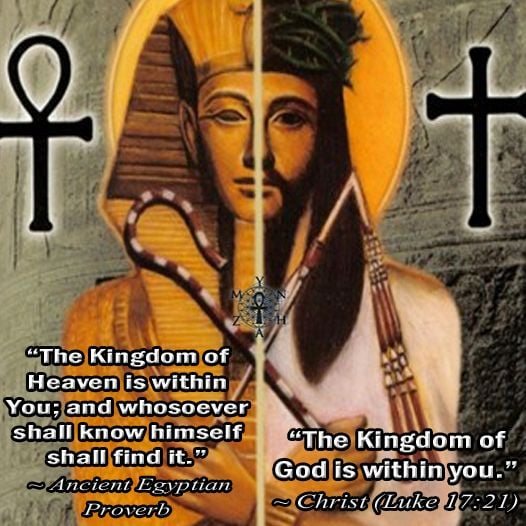 “The Kingdom of
Heaven is within
You; and whosoever
shall know himself
shall find it.”
~ Ancient Egyptian
Proverb
“The Kingdom of
God is within you.”
~ Christ (Luke 17:21)